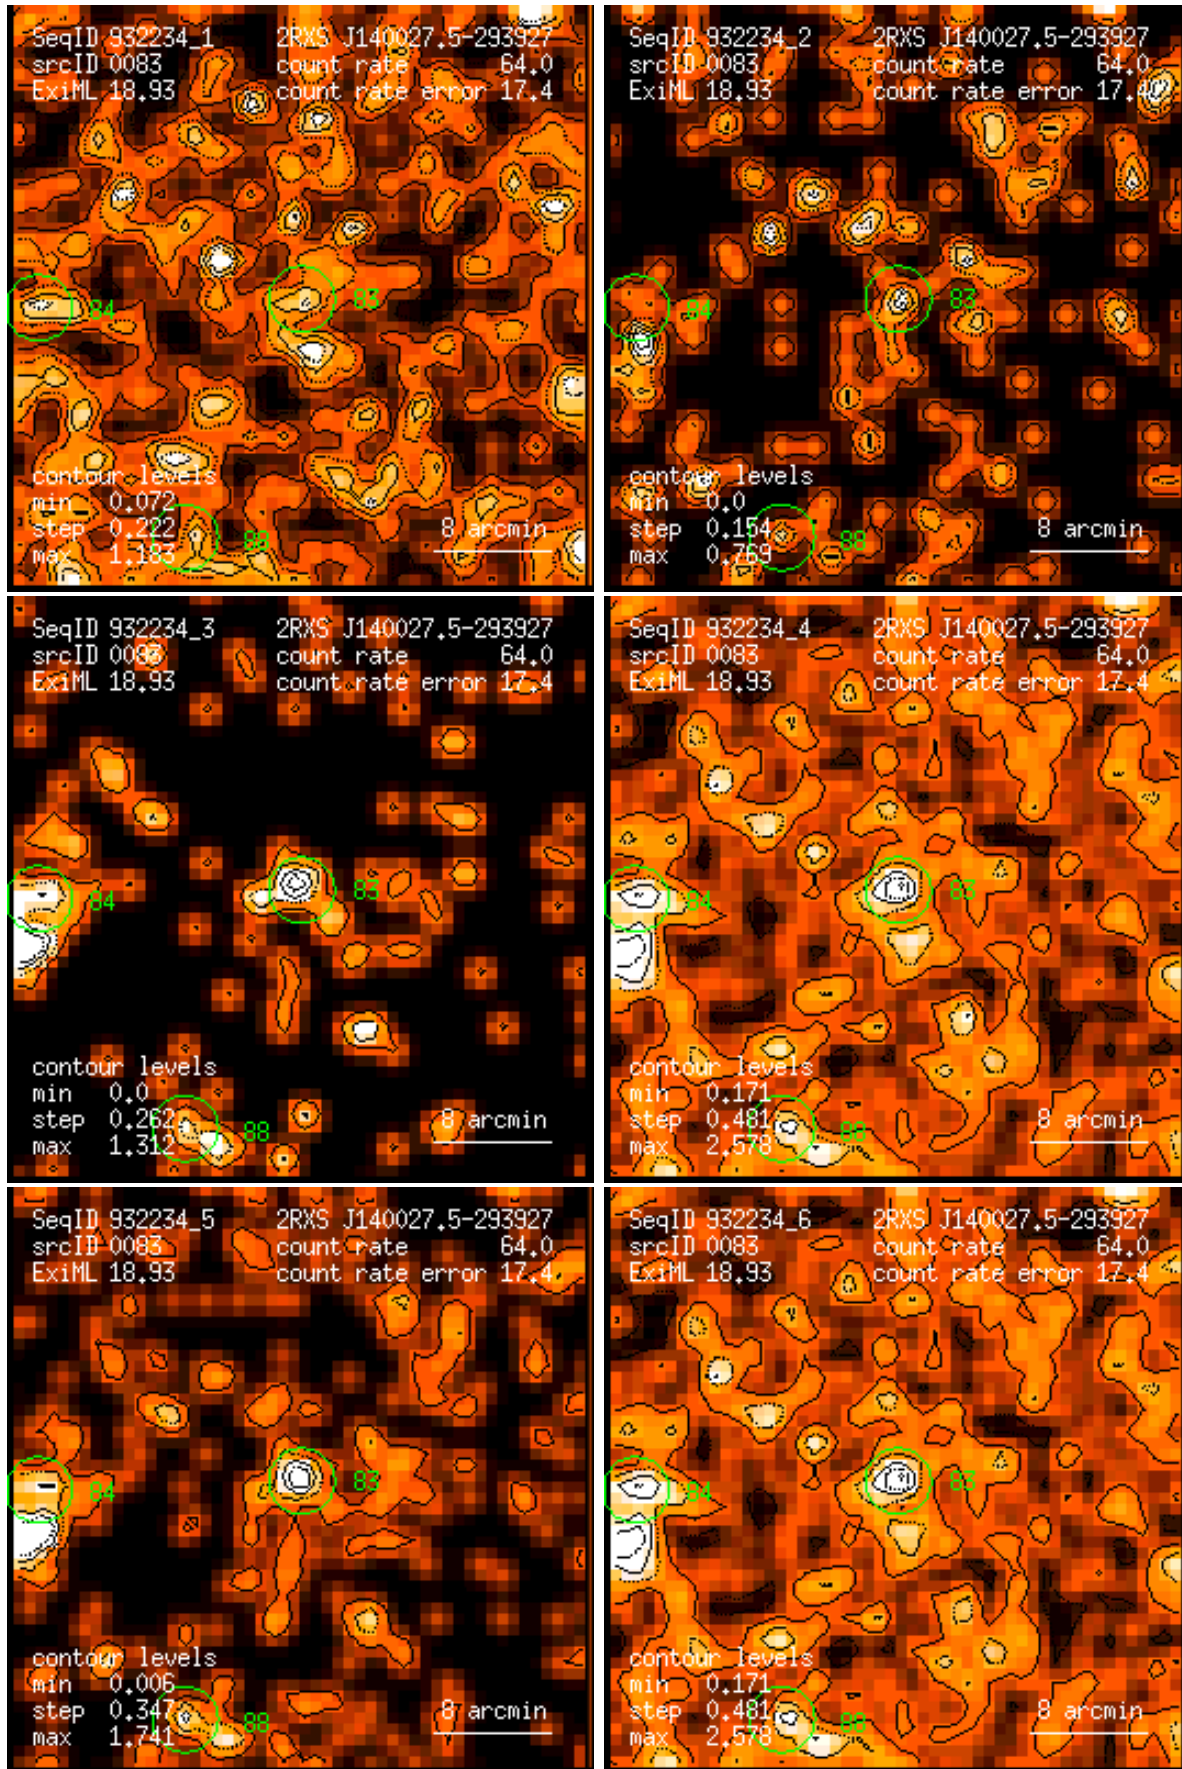 SeqID 932234_1 2RXS J140027.5-293927
srcID 0083 count rate 64.0
ExiML 18.93 count rate error 17.4
84 83
contour levels
min 0.072
step 0.222 8 arcmin
max 1.183 88
SeqID 932234_2 2RXS J140027.5-293927
srcID 0083 count rate 64.0
ExiML 18.93 count rate error 17.4
84 83
contour levels
min 0.0
step 0.154 8 arcmin
max 0.769 88
SeqID 932234_3 2RXS J140027.5-293927
srcID 0083 count rate 64.0
ExiML 18.93 count rate error 17.4
84 83
contour levels
min 0.0
step 0.262 8 arcmin
max 1.312 88
SeqID 932234_4 2RXS J140027.5-293927
srcID 0083 count rate 64.0
ExiML 18.93 count rate error 17.4
84 83
contour levels
min 0.171
step 0.481 8 arcmin
max 2.578 88
SeqID 932234_5 2RXS J140027.5-293927
srcID 0083 count rate 64.0
ExiML 18.93 count rate error 17.4
84 83
contour levels
min 0.006
step 0.347 8 arcmin
max 1.741 88
SeqID 932234_6 2RXS J140027.5-293927
srcID 0083 count rate 64.0
ExiML 18.93 count rate error 17.4
84 83
contour levels
min 0.171
step 0.481 8 arcmin
max 2.578 88